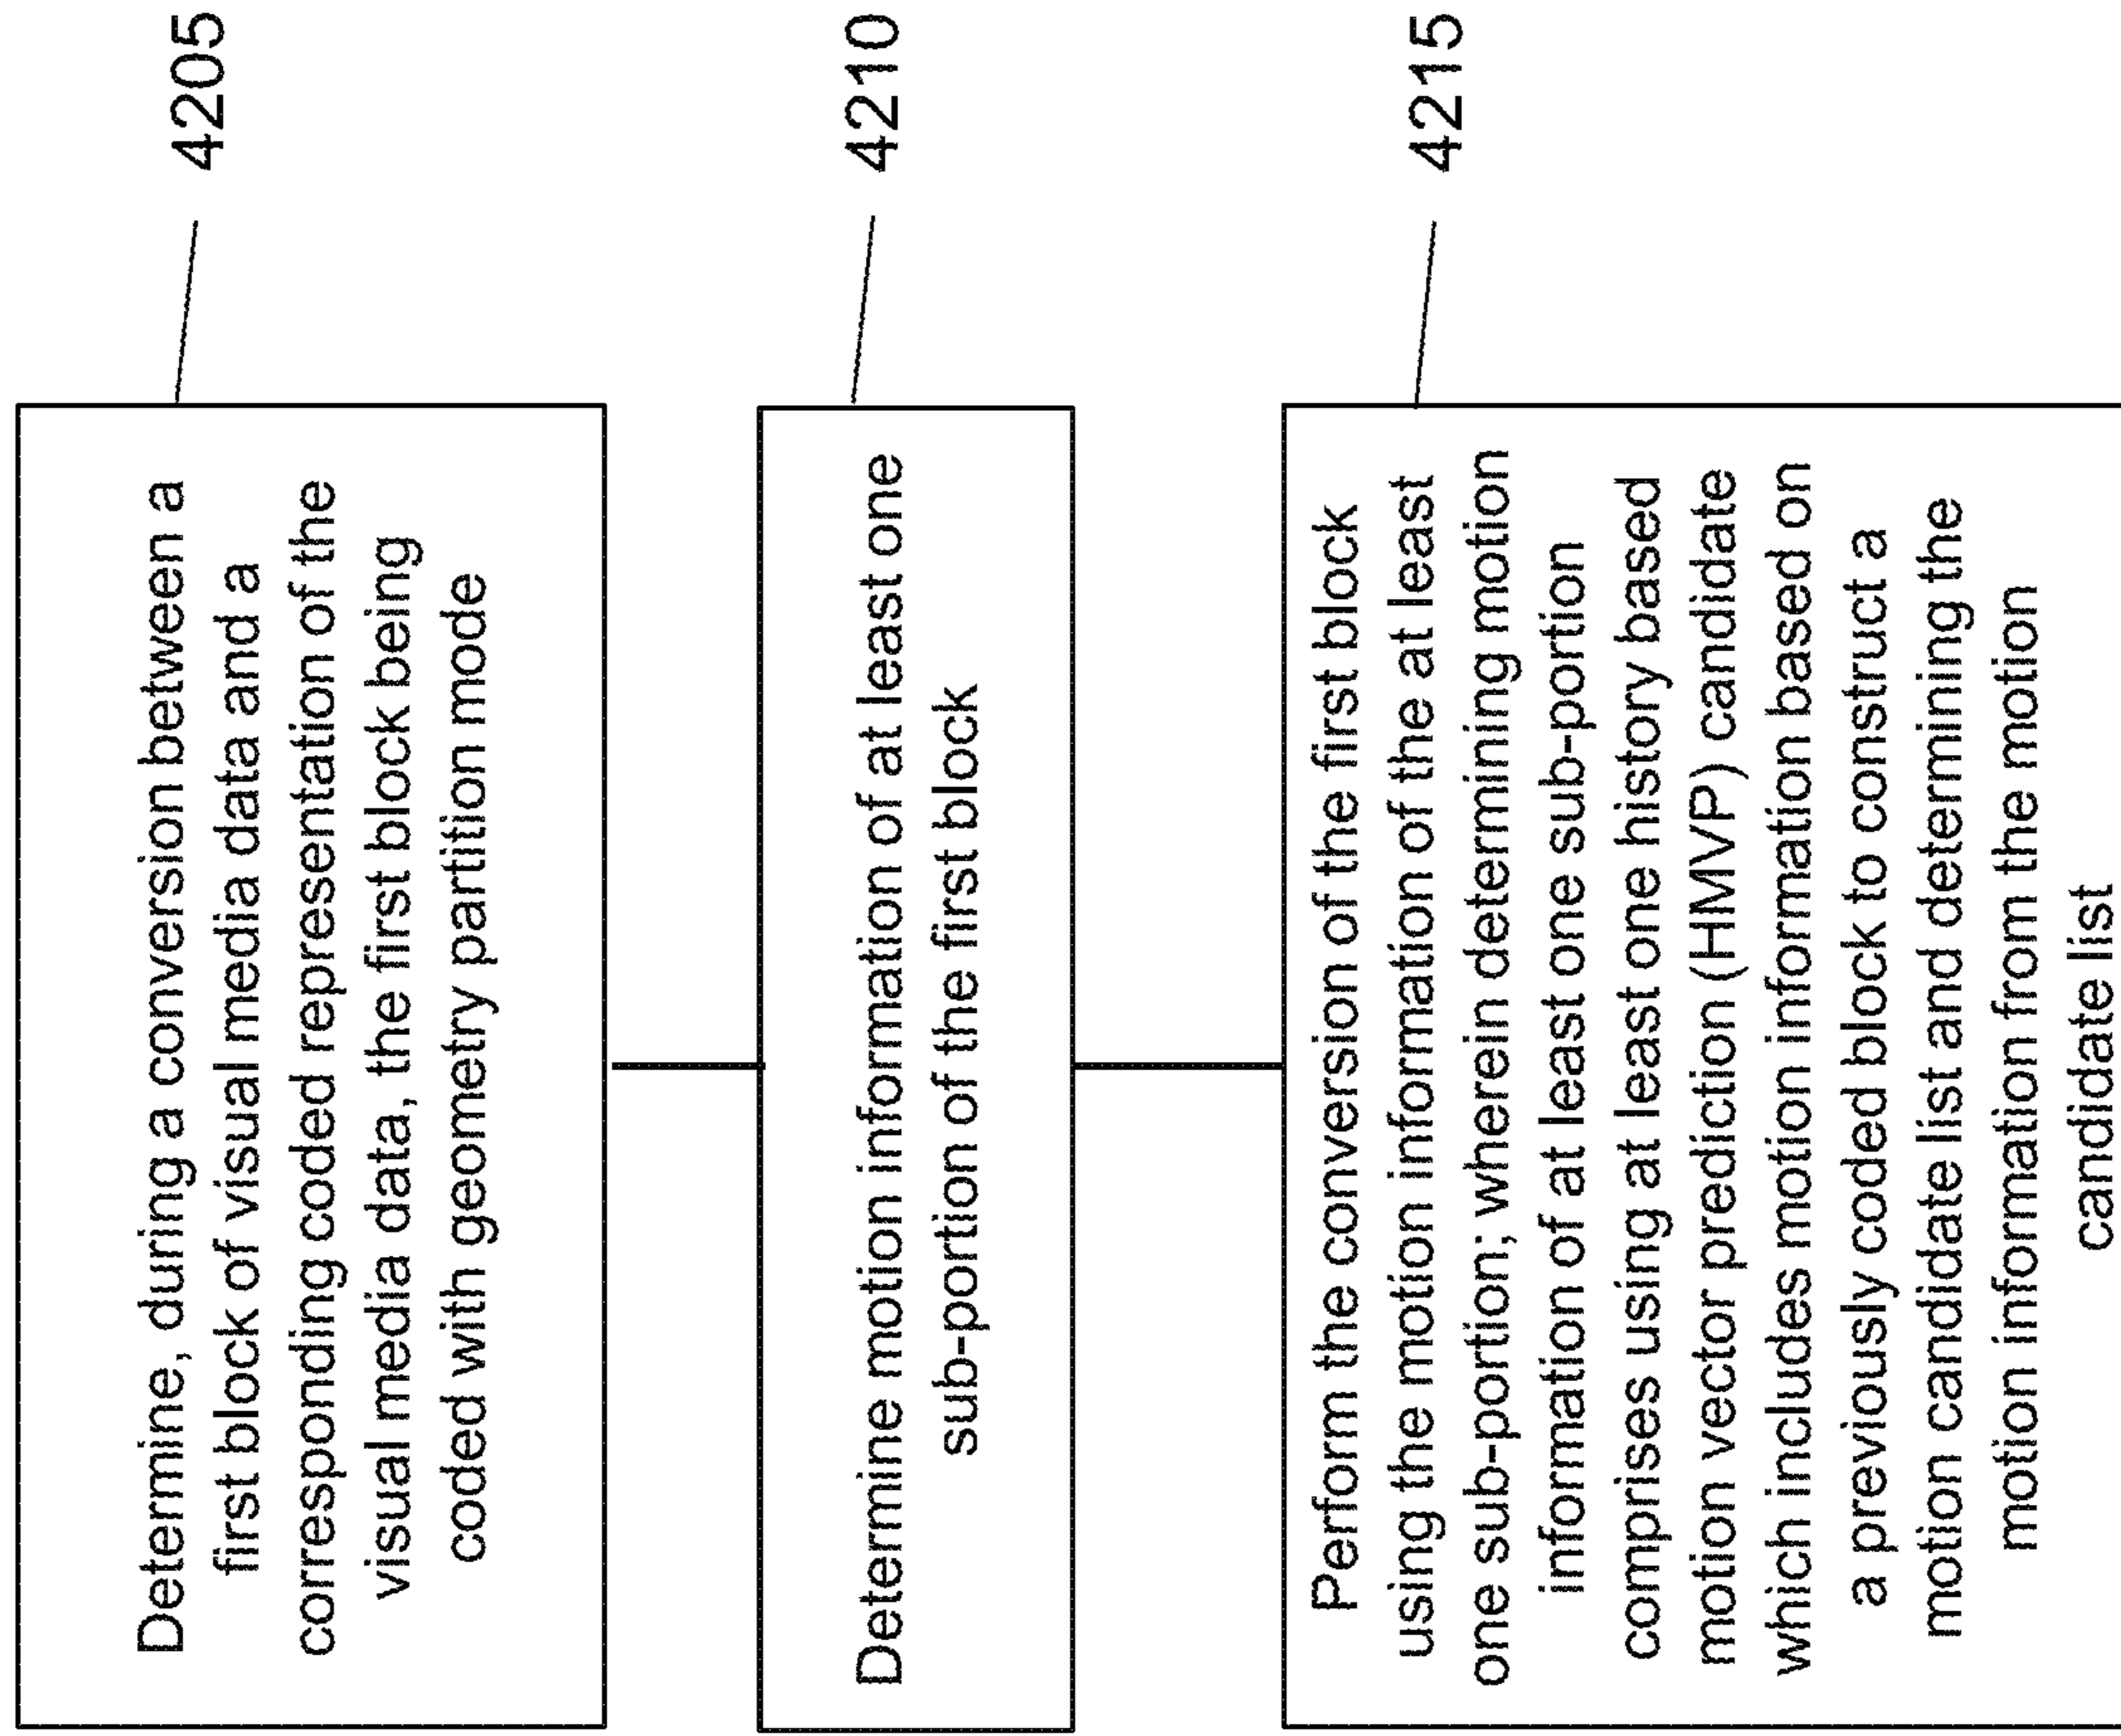 Determine, during a conversion between a
first block of visual media data and a
corresponding coded representation of the
visual media data, the first block being
coded with geometry partition mode
4205
Determine motion information of at least one
sub-portion of the first block
4210
Perform the conversion of the first block
using the motion information of the at least
one sub-portion; wherein determining motion
information of at least one sub-portion
comprises using at least one history based
motion vector prediction (HMVP) candidate
which includes motion information based on
a previously coded block to construct a
motion candidate list and determining the
motion information from the motion
candidate list
4215